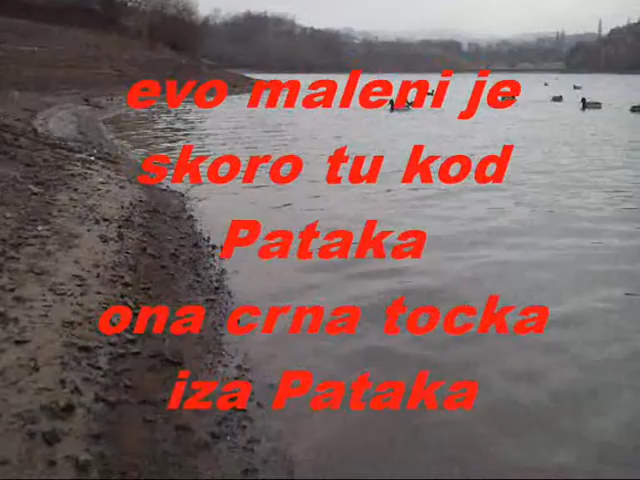 evo maleni je
skoro tu kod
Pataka
ona crna tocka
iza Pataka